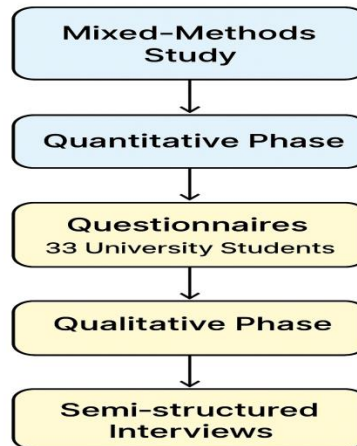 Mixed-Methods
Study
Quantitative Phase
Questionnaires
33 University Students
Qualitative Phase
Semi-structured
Interviews